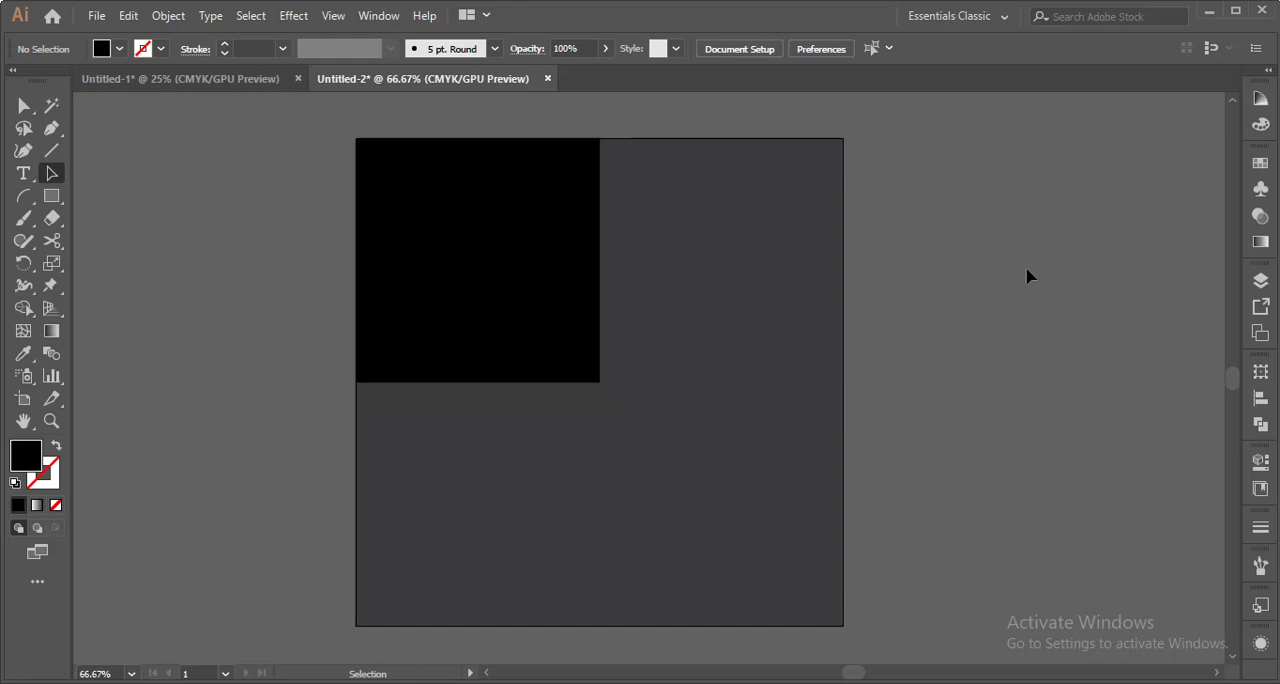 Ai File Edit Object Type Select Effect View Window Help Essentials Classic Search Adobe Stock
No Selection Stroke: 5 pt. Round Opacity: 100% Style: Document Setup Preferences
Untitled-1* @ 25% (CMYK/GPU Preview) Untitled-2* @ 66.67% (CMYK/GPU Preview)
T
Activate Windows
Go to Settings to activate Windows.
66.67% 1 Selection